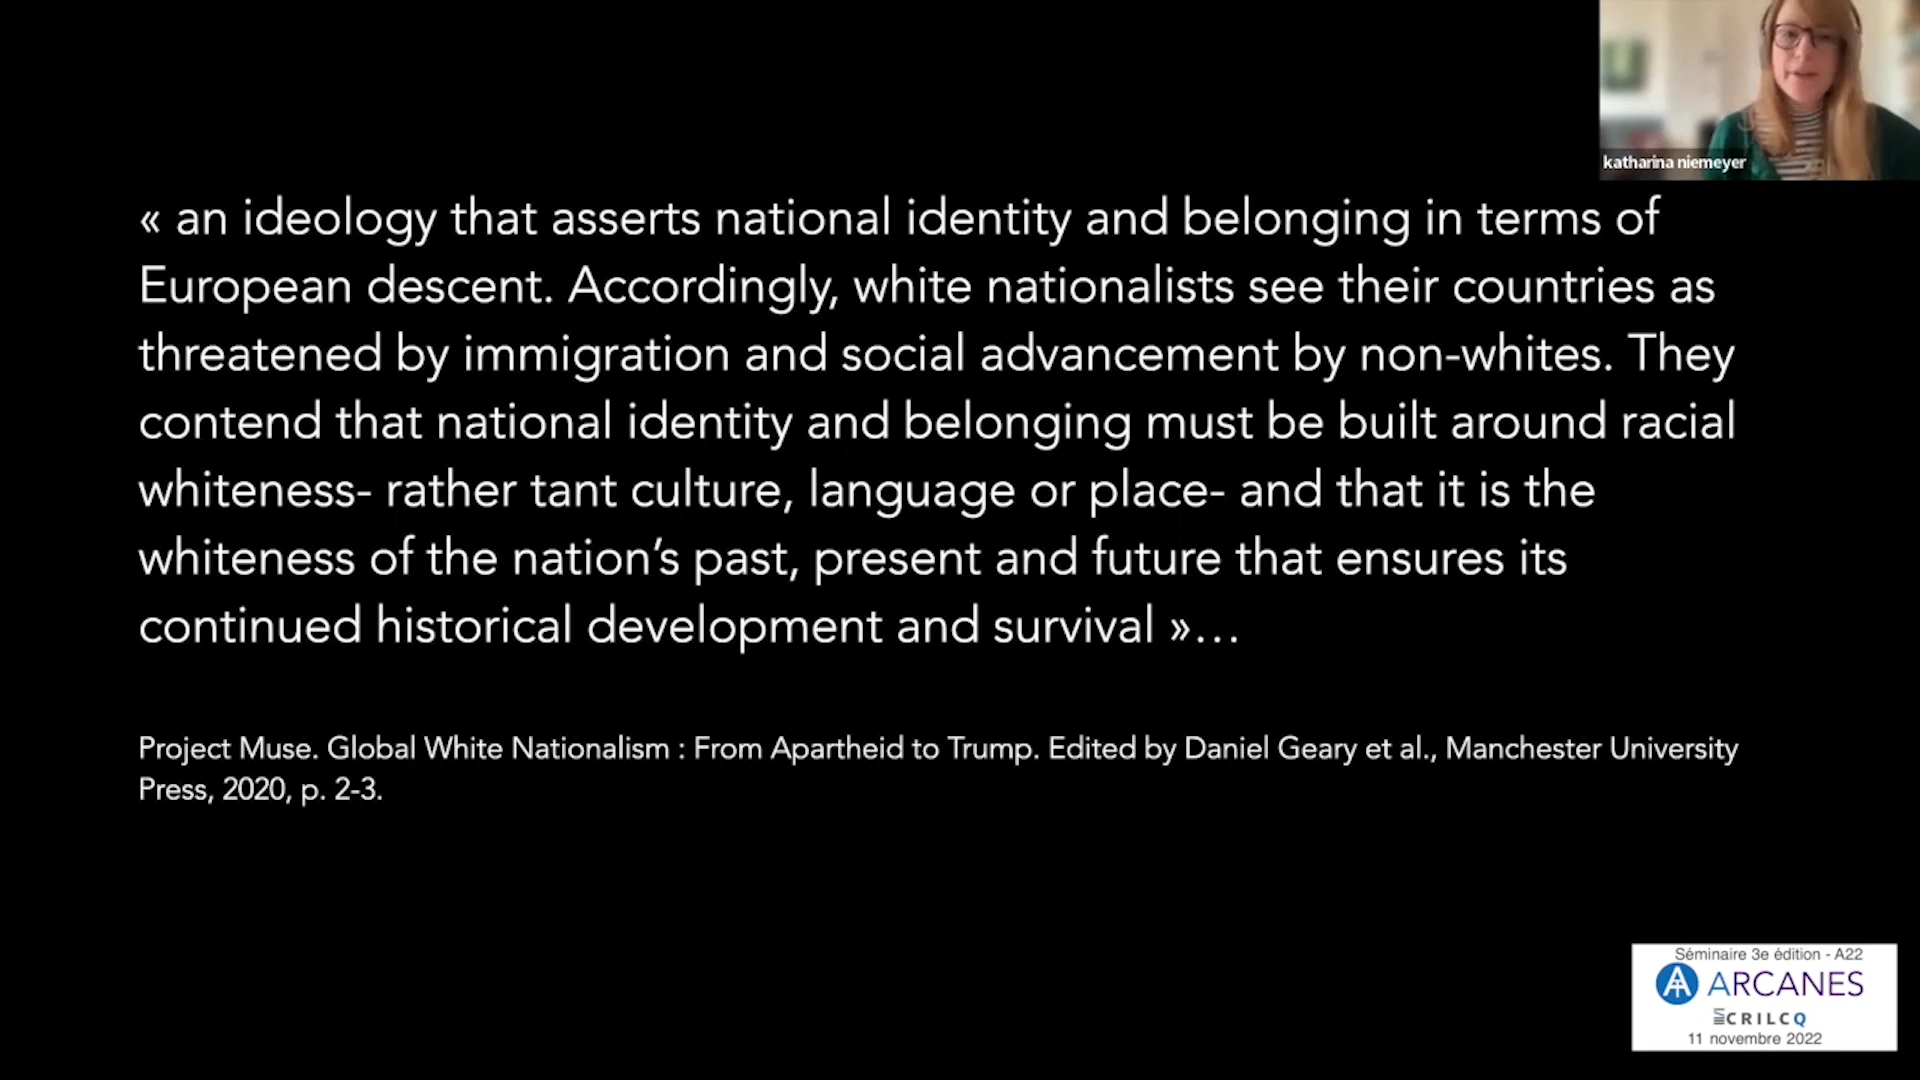 katharina niemeyer
« an ideology that asserts national identity and belonging in terms of
European descent. Accordingly, white nationalists see their countries as
threatened by immigration and social advancement by non-whites. They
contend that national identity and belonging must be built around racial
whiteness- rather tant culture, language or place- and that it is the
whiteness of the nation’s past, present and future that ensures its
continued historical development and survival »…
Project Muse. Global White Nationalism : From Apartheid to Trump. Edited by Daniel Geary et al., Manchester University
Press, 2020, p. 2-3.
Séminaire 3e édition - A22
ARCANES
CRILCQ
11 novembre 2022